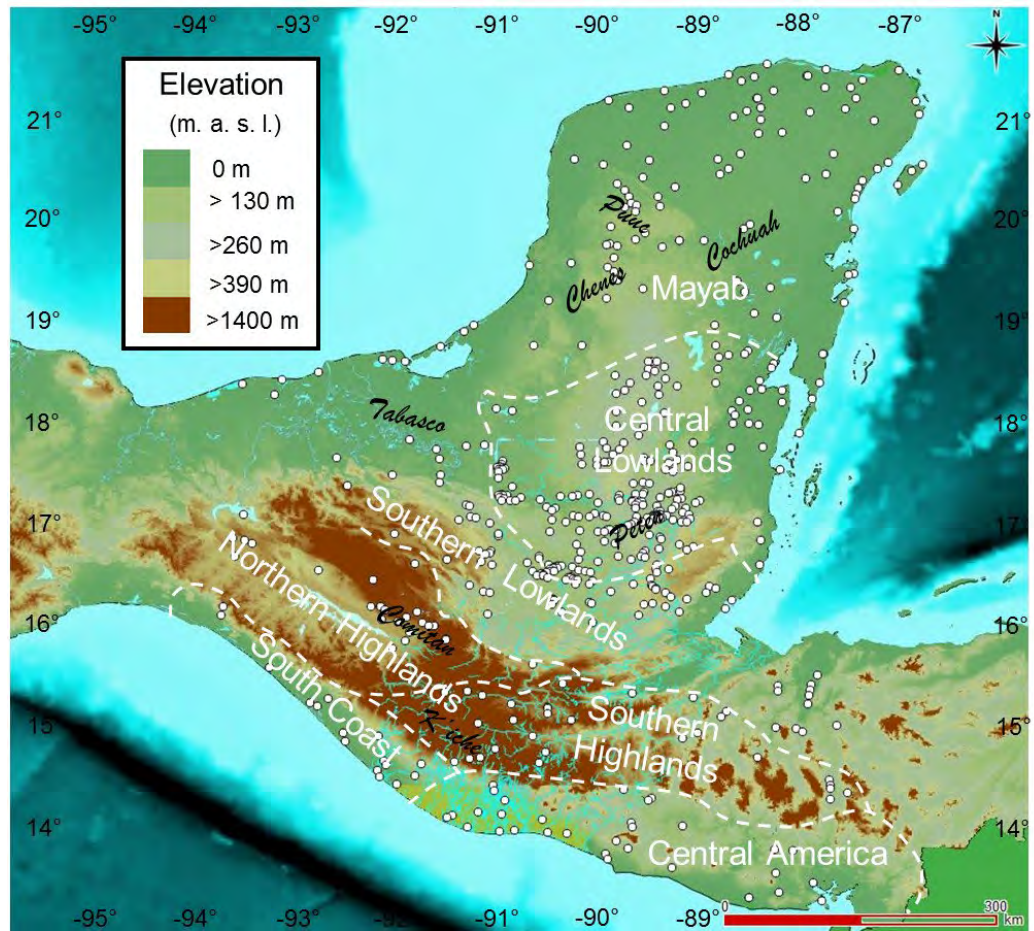 -95° -94° -93° -92° -91° -90° -89° -88° -87°
N
Elevation
(m. a. s. l.)
0 m
> 130 m
>260 m
>390 m
>1400 m
21° 21°
20° 20°
Puuc
Cochuah
Chenes
Mayab
19° 19°
18° 18°
Tabasco
Central
Lowlands
17° 17°
Peten
Southern
Lowlands
Northern Highlands
16° 16°
Comitan
South Coast
K'iche
15° 15°
Southern
Highlands
14° 14°
Central America
-95° -94° -93° -92° -91° -90° -89° -88°
0 300
km